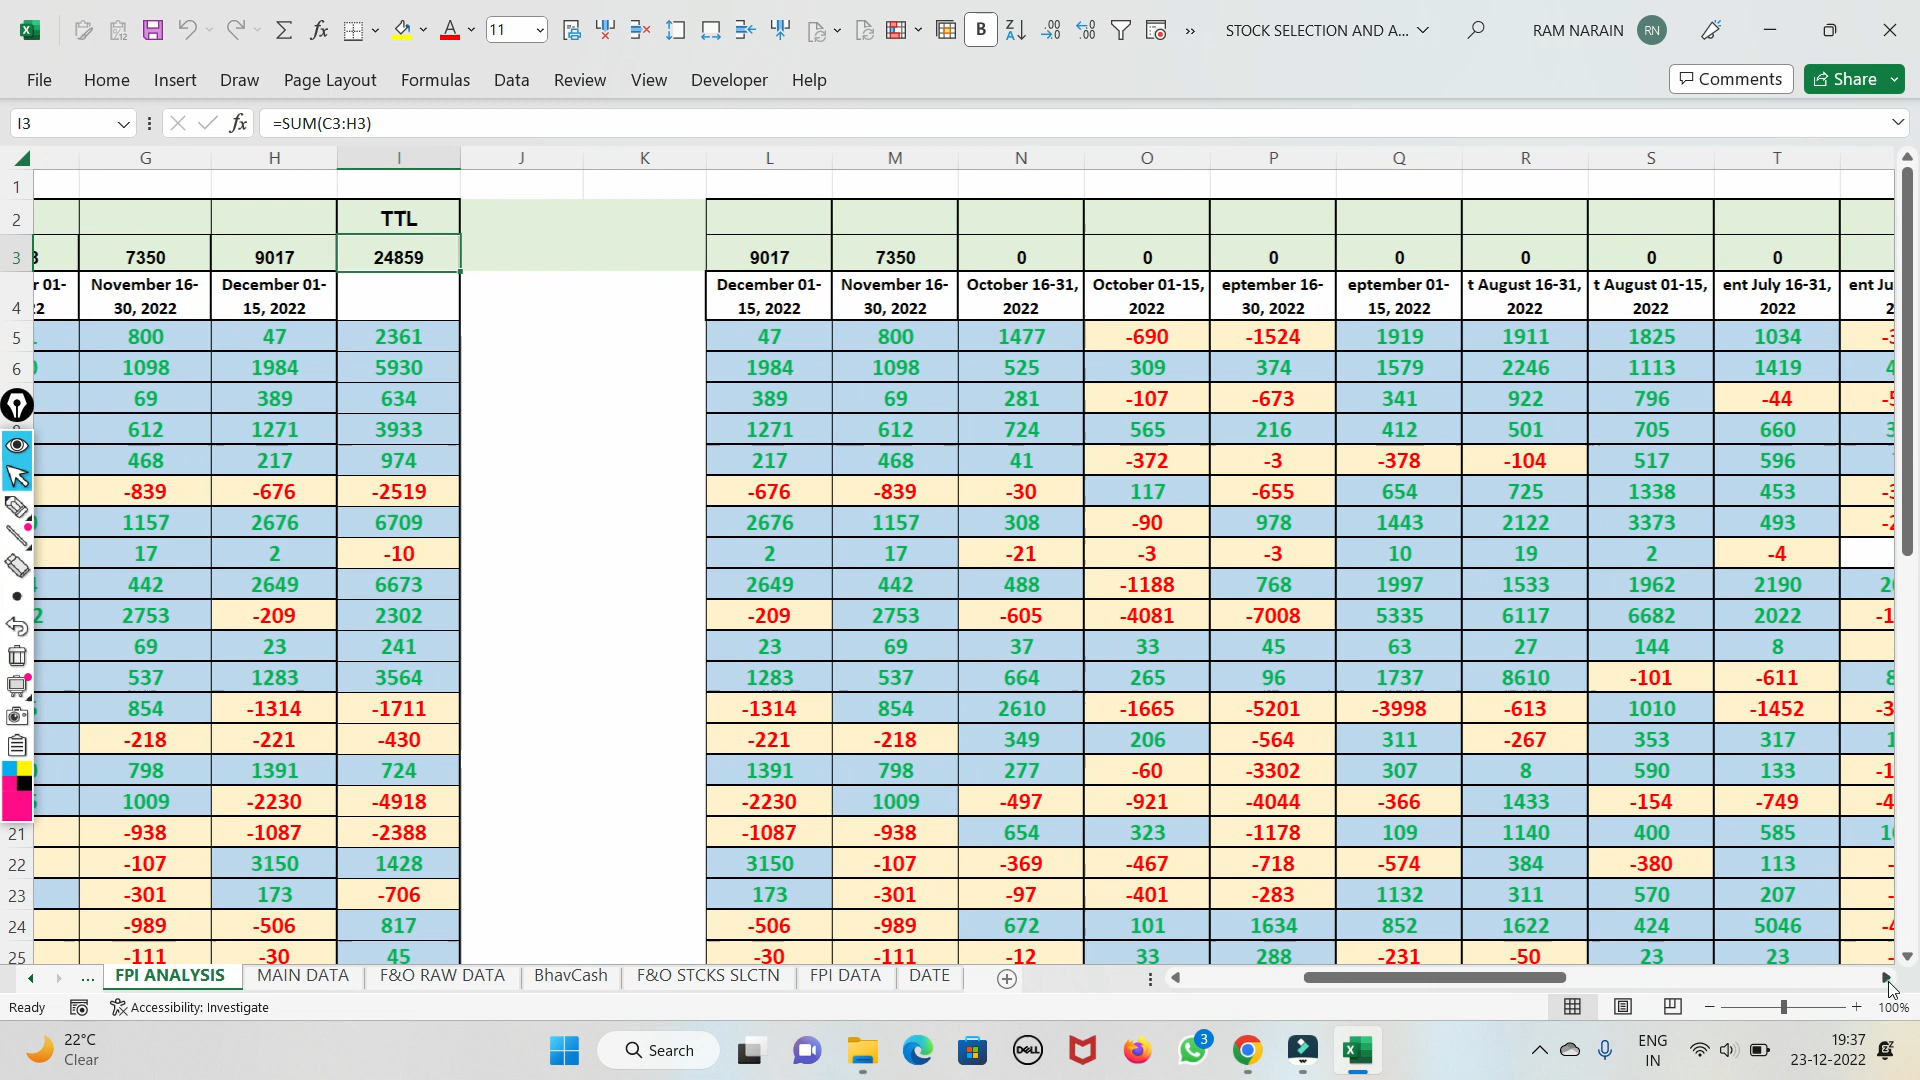 11 B STOCK SELECTION AND A... RAM NARAIN RN
File Home Insert Draw Page Layout Formulas Data Review View Developer Help Comments Share
I3 fx =SUM(C3:H3)
G H I J K L M N O P Q R S T
1
2 TTL
3 7350 9017 24859 9017 7350 0 0 0 0 0 0 0
4 r 01- November 16-30, 2022 December 01-15, 2022 December 01-15, 2022 November 16-30, 2022 October 16-31, 2022 October 01-15, 2022 eptember 16-30, 2022 eptember 01-15, 2022 t August 16-31, 2022 t August 01-15, 2022 ent July 16-31, 2022 ent Ju
5 800 47 2361 47 800 1477 -690 -1524 1919 1911 1825 1034
6 1098 1984 5930 1984 1098 525 309 374 1579 2246 1113 1419
69 389 634 389 69 281 -107 -673 341 922 796 -44
612 1271 3933 1271 612 724 565 216 412 501 705 660
468 217 974 217 468 41 -372 -3 -378 -104 517 596
-839 -676 -2519 -676 -839 -30 117 -655 654 725 1338 453
1157 2676 6709 2676 1157 308 -90 978 1443 2122 3373 493
17 2 -10 2 17 -21 -3 -3 10 19 2 -4
442 2649 6673 2649 442 488 -1188 768 1997 1533 1962 2190
2753 -209 2302 -209 2753 -605 -4081 -7008 5335 6117 6682 2022
69 23 241 23 69 37 33 45 63 27 144 8
537 1283 3564 1283 537 664 265 96 1737 8610 -101 -611
854 -1314 -1711 -1314 854 2610 -1665 -5201 -3998 -613 1010 -1452
-218 -221 -430 -221 -218 349 206 -564 311 -267 353 317
798 1391 724 1391 798 277 -60 -3302 307 8 590 133
1009 -2230 -4918 -2230 1009 -497 -921 -4044 -366 1433 -154 -749
21 -938 -1087 -2388 -1087 -938 654 323 -1178 109 1140 400 585
22 -107 3150 1428 3150 -107 -369 -467 -718 -574 384 -380 113
23 -301 173 -706 173 -301 -97 -401 -283 1132 311 570 207
24 -989 -506 817 -506 -989 672 101 1634 852 1622 424 5046
25 -111 -30 45 -30 -111 -12 33 288 -231 -50 23 23
... FPI ANALYSIS MAIN DATA F&O RAW DATA BhavCash F&O STCKS SLCTN FPI DATA DATE
Ready Accessibility: Investigate 100%
22°C Clear Search DELL 3 ENG IN 19:37 23-12-2022